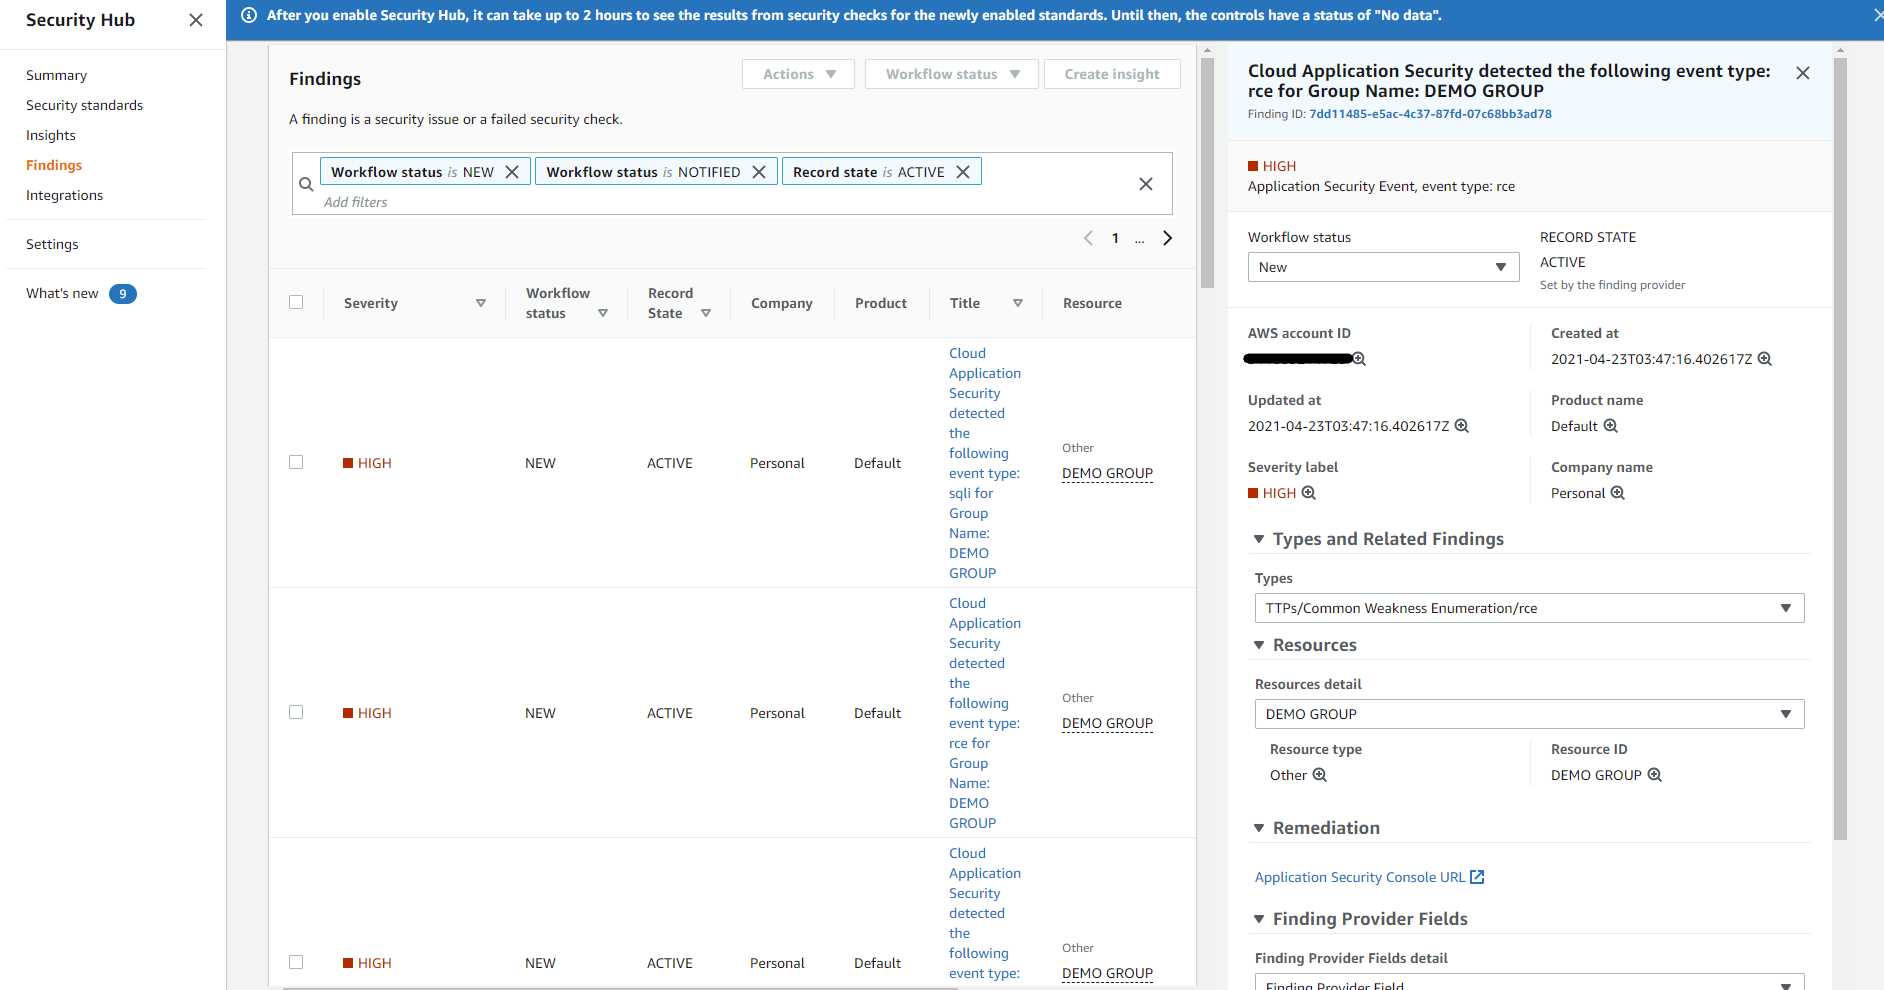 Security Hub
Summary
Security standards
Insights
Findings
Integrations
Settings
What's new 9
After you enable Security Hub, it can take up to 2 hours to see the results from security checks for the newly enabled standards. Until then, the controls have a status of "No data".
Findings
Actions
Workflow status
Create insight
A finding is a security issue or a failed security check.
Workflow status is NEW
Workflow status is NOTIFIED
Record state is ACTIVE
Add filters
1 ...
Severity
Workflow
status
Record
State
Company
Product
Title
Resource
HIGH
NEW
ACTIVE
Personal
Default
Cloud
Application
Security
detected
the
following
event type:
sqli for
Group
Name:
DEMO
GROUP
Other
DEMO GROUP
HIGH
NEW
ACTIVE
Personal
Default
Cloud
Application
Security
detected
the
following
event type:
rce for
Group
Name:
DEMO
GROUP
Other
DEMO GROUP
HIGH
NEW
ACTIVE
Personal
Default
Cloud
Application
Security
detected
the
following
event type:
Other
DEMO GROUP
Cloud Application Security detected the following event type:
rce for Group Name: DEMO GROUP
Finding ID: 7dd11485-e5ac-4c37-87fd-07c68bb3ad78
HIGH
Application Security Event, event type: rce
Workflow status
New
RECORD STATE
ACTIVE
Set by the finding provider
AWS account ID
Created at
2021-04-23T03:47:16.402617Z
Updated at
2021-04-23T03:47:16.402617Z
Product name
Default
Severity label
HIGH
Company name
Personal
Types and Related Findings
Types
TTPs/Common Weakness Enumeration/rce
Resources
Resources detail
DEMO GROUP
Resource type
Other
Resource ID
DEMO GROUP
Remediation
Application Security Console URL
Finding Provider Fields
Finding Provider Fields detail
Finding Provider Field